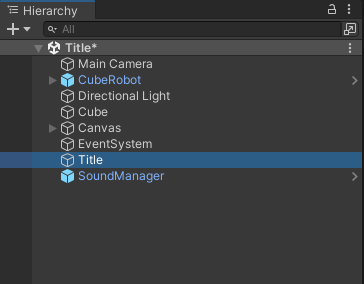 Hierarchy
All
Title*
Main Camera
CubeRobot
Directional Light
Cube
Canvas
EventSystem
Title
SoundManager